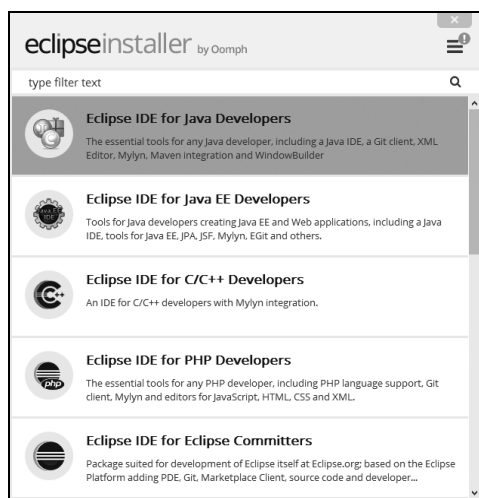 eclipseinstaller by Oomph
type filter text
Eclipse IDE for Java Developers
The essential tools for any Java developer, including a Java IDE, a Git client, XML
Editor, Mylyn, Maven integration and WindowBuilder
Java EE
IDE
Eclipse IDE for Java EE Developers
Tools for Java developers creating Java EE and Web applications, including a Java
IDE, tools for Java EE, JPA, JSF, Mylyn, EGit and others.
C++
Eclipse IDE for C/C++ Developers
An IDE for C/C++ developers with Mylyn integration.
php
Eclipse IDE for PHP Developers
The essential tools for any PHP developer, including PHP language support, Git
client, Mylyn and editors for JavaScript, HTML, CSS and XML.
Eclipse IDE for Eclipse Committers
Package suited for development of Eclipse itself at Eclipse.org; based on the Eclipse
Platform adding PDE, Git, Marketplace Client, source code and developer...